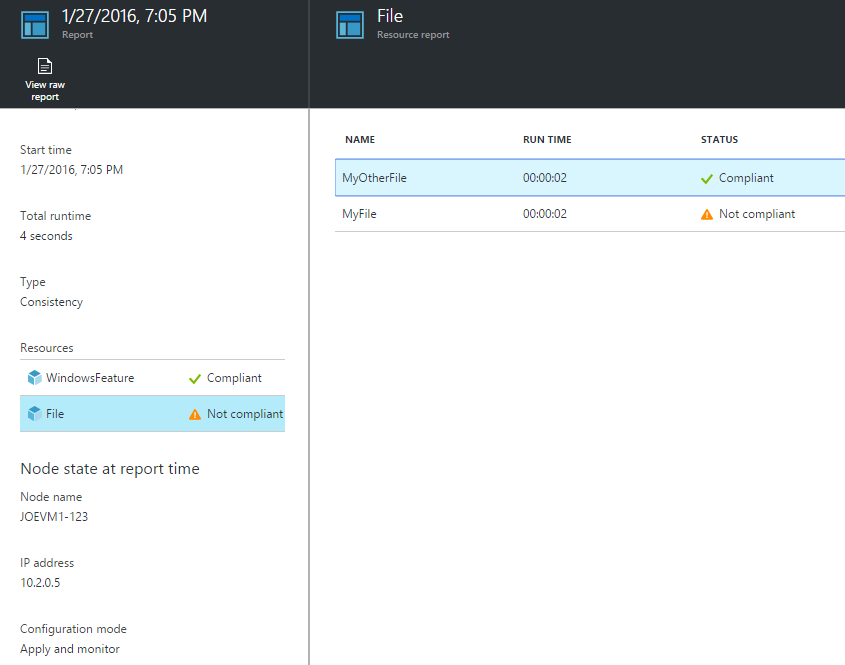 1/27/2016, 7:05 PM
Report
View raw
report
Start time
1/27/2016, 7:05 PM
Total runtime
4 seconds
Type
Consistency
Resources
WindowsFeature Compliant
File Not compliant
Node state at report time
Node name
JOEVM1-123
IP address
10.2.0.5
Configuration mode
Apply and monitor
File
Resource report
NAME RUN TIME STATUS
MyOtherFile 00:00:02 Compliant
MyFile 00:00:02 Not compliant